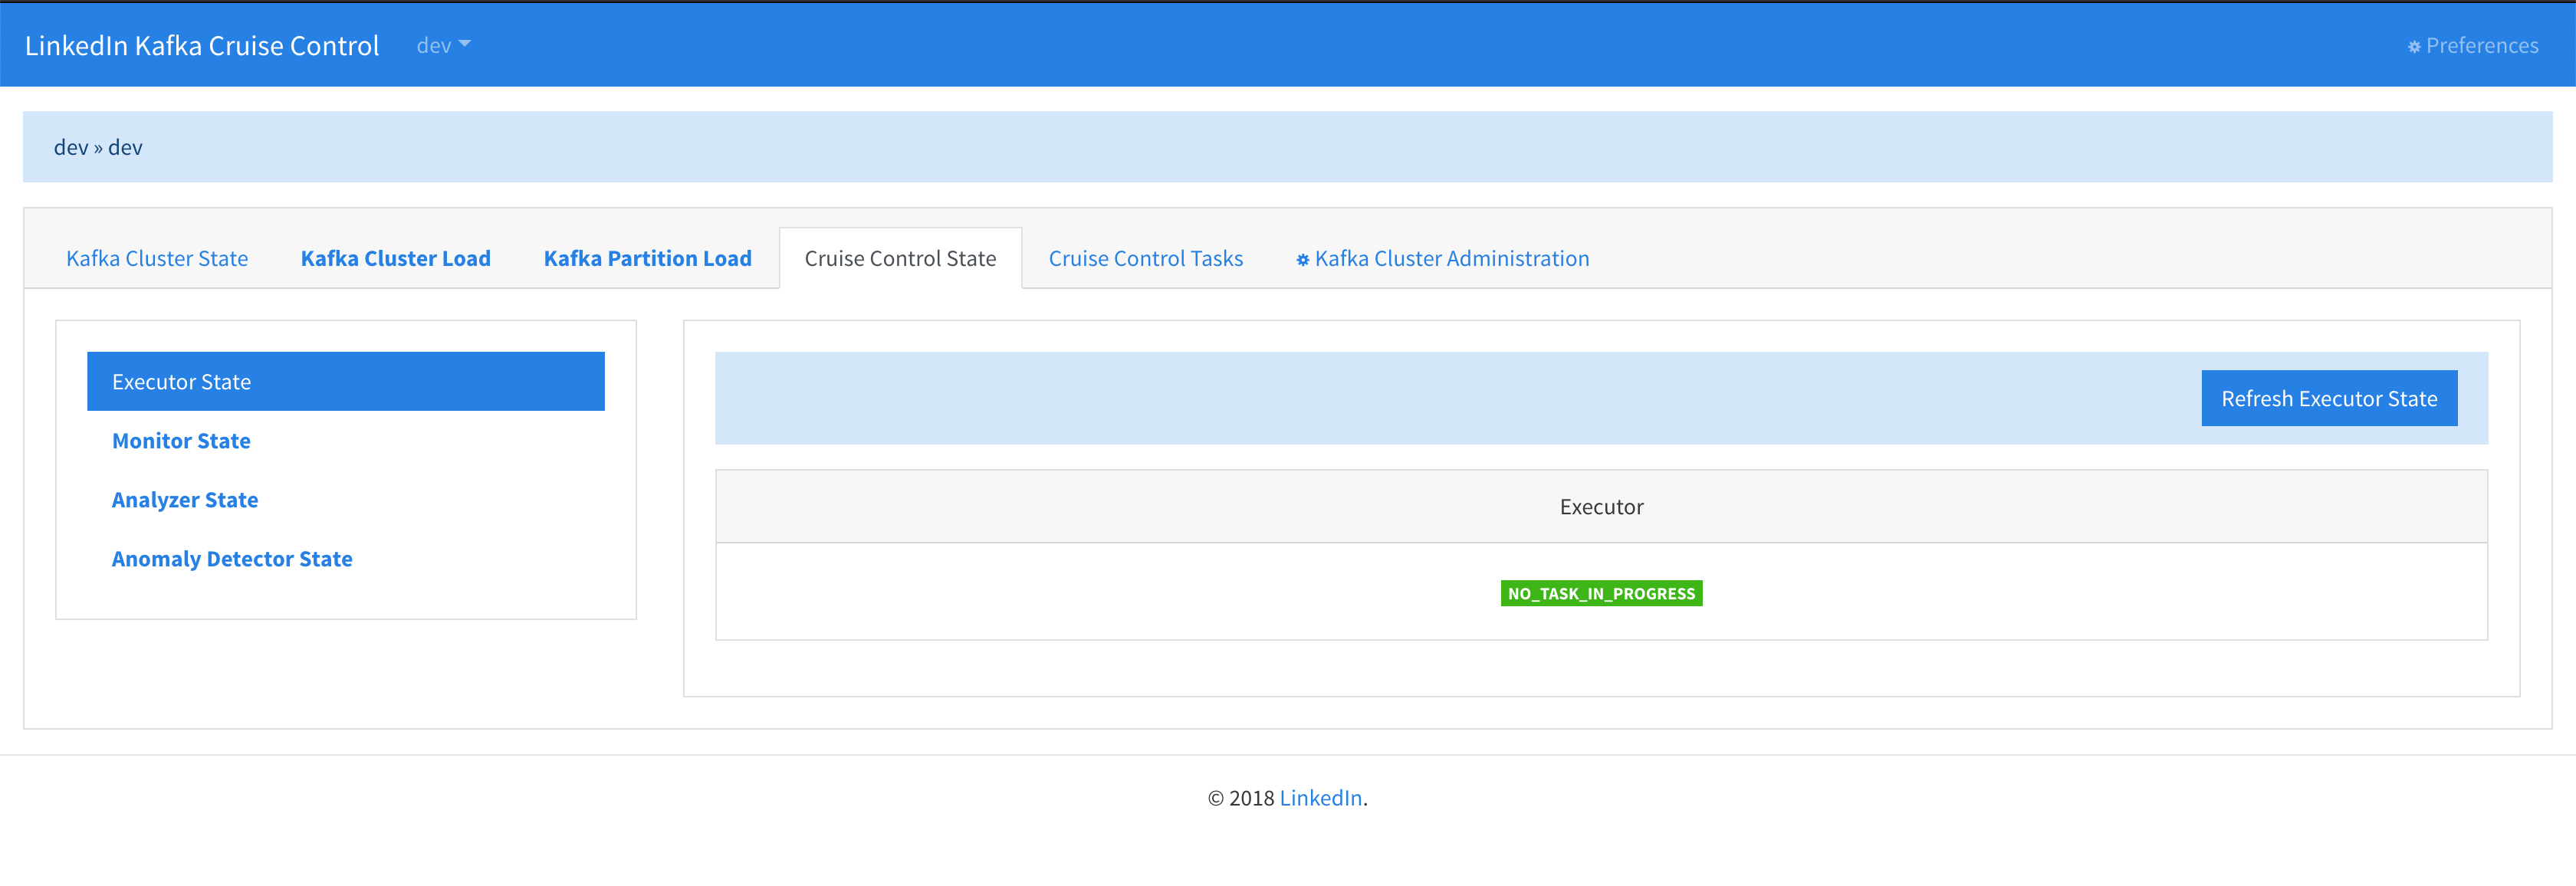 LinkedIn Kafka Cruise Control dev Preferences
dev » dev
Kafka Cluster State Kafka Cluster Load Kafka Partition Load Cruise Control State Cruise Control Tasks Kafka Cluster Administration
Executor State
Monitor State
Analyzer State
Anomaly Detector State
Refresh Executor State
Executor
NO_TASK_IN_PROGRESS
© 2018 LinkedIn.